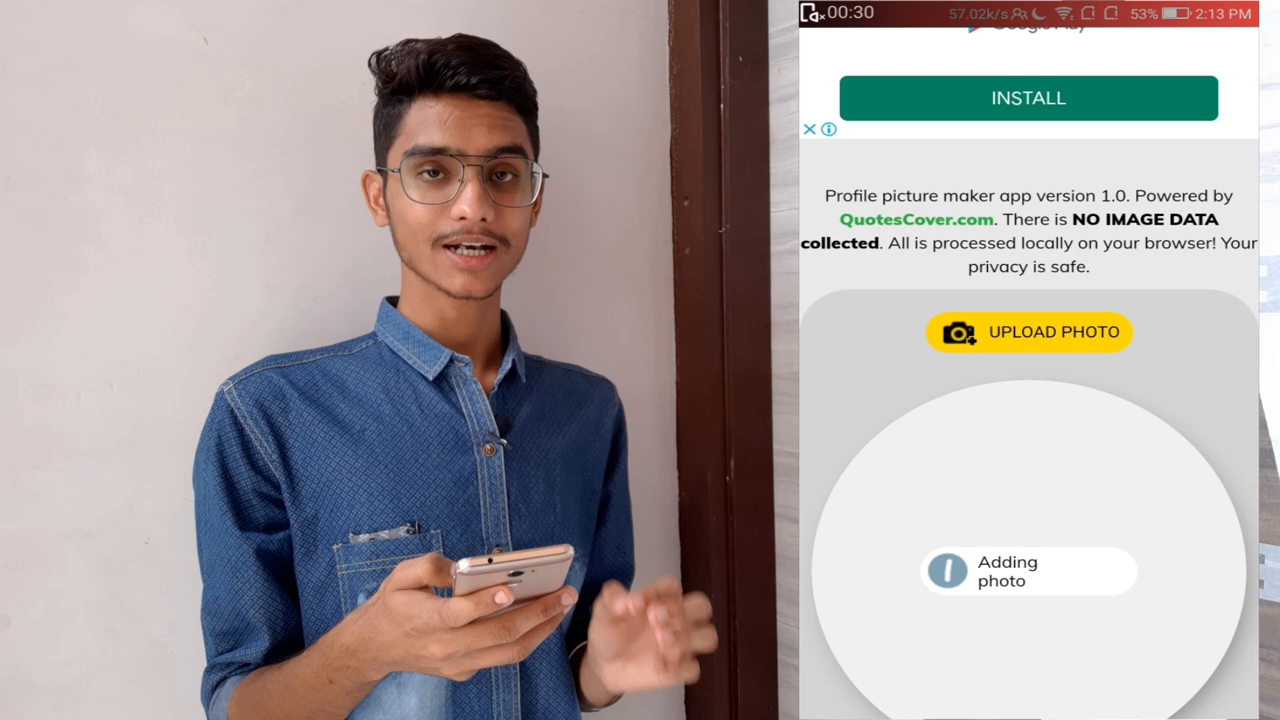 00:30 57.02k/s 53% 2:13 PM
Google Play
INSTALL
Profile picture maker app version 1.0. Powered by
QuotesCover.com. There is NO IMAGE DATA
collected. All is processed locally on your browser! Your
privacy is safe.
UPLOAD PHOTO
Adding
photo